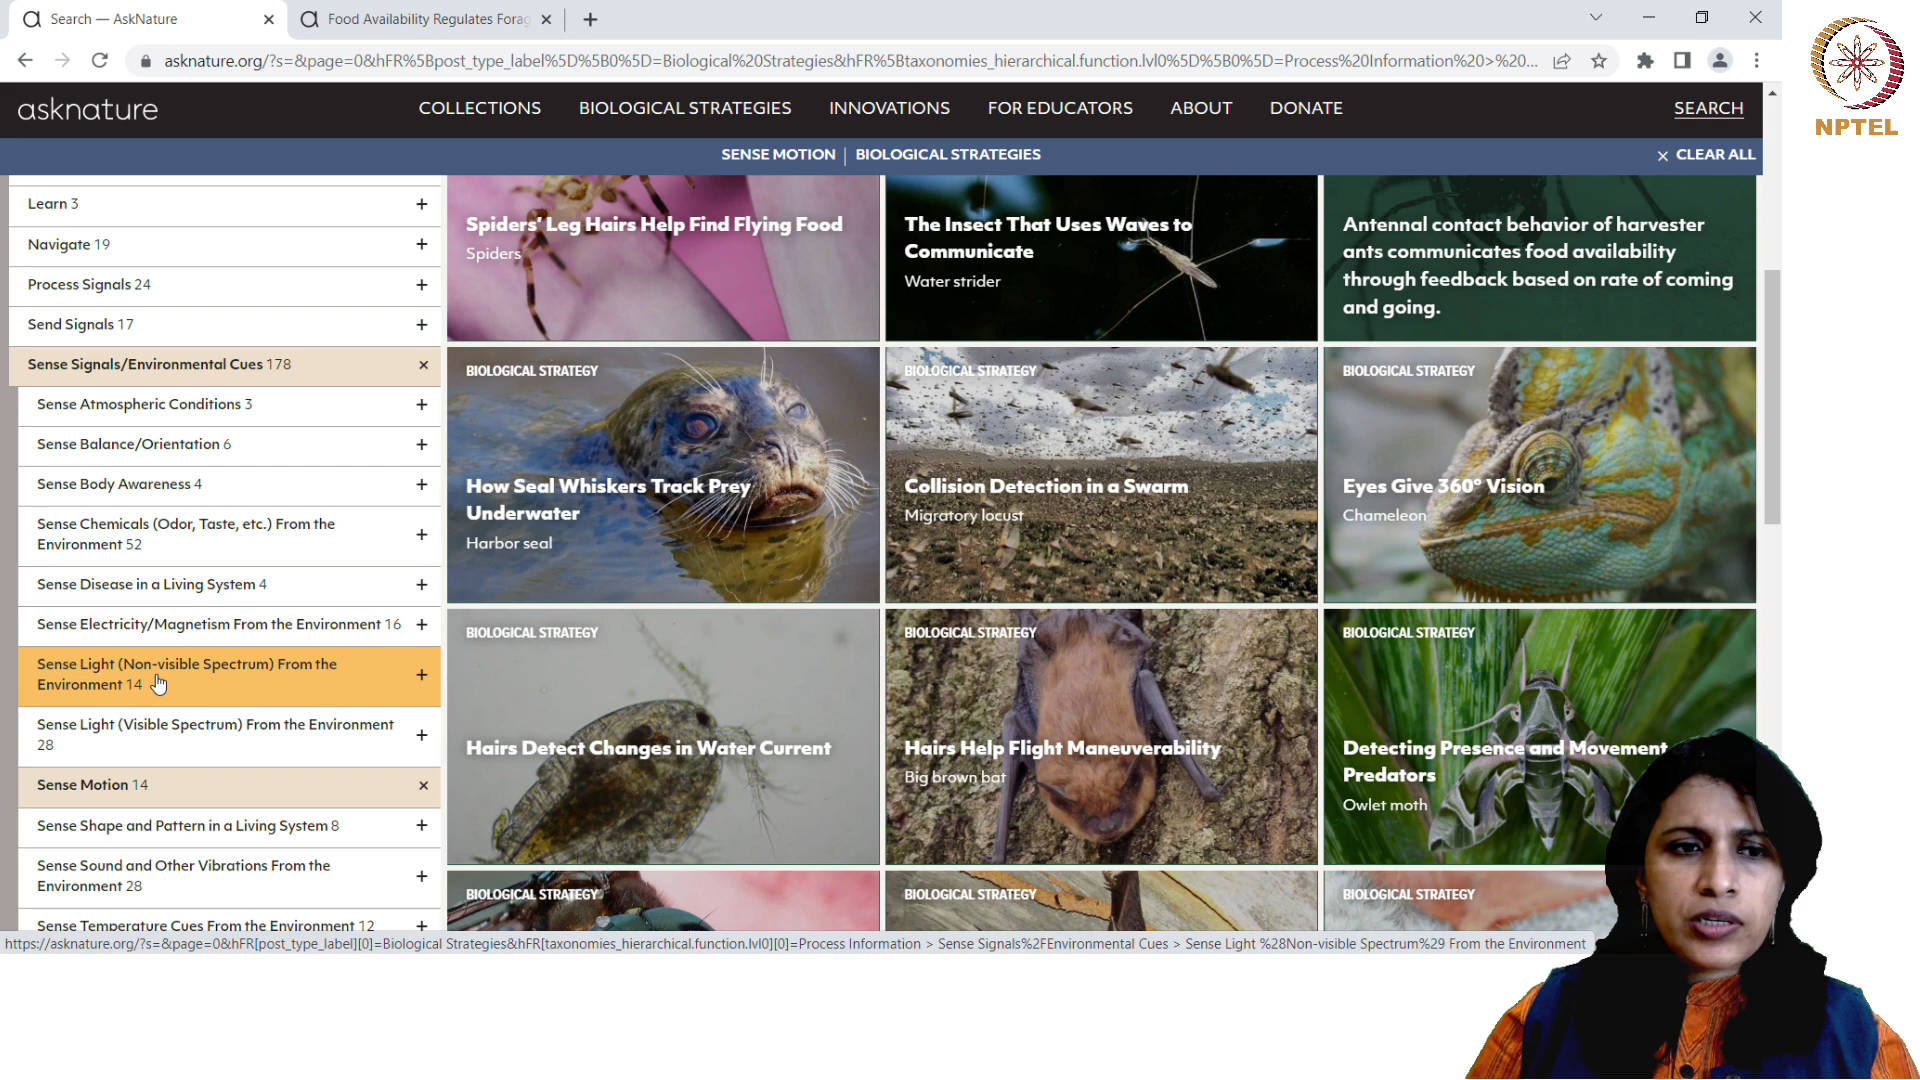 Search — AskNature
Food Availability Regulates Forag
asknature.org/?s=&page=0&hFR%5Bpost_type_label%5D%5B0%5D=Biological%20Strategies&hFR%5Btaxonomies_hierarchical.function.lvl0%5D%5B0%5D=Process%20Information%20>%20...
NPTEL
asknature
COLLECTIONS
BIOLOGICAL STRATEGIES
INNOVATIONS
FOR EDUCATORS
ABOUT
DONATE
SEARCH
SENSE MOTION | BIOLOGICAL STRATEGIES
× CLEAR ALL
Learn 3 +
Navigate 19 +
Process Signals 24 +
Send Signals 17 +
Sense Signals/Environmental Cues 178 ×
Sense Atmospheric Conditions 3 +
Sense Balance/Orientation 6 +
Sense Body Awareness 4 +
Sense Chemicals (Odor, Taste, etc.) From the
Environment 52 +
Sense Disease in a Living System 4 +
Sense Electricity/Magnetism From the Environment 16 +
Sense Light (Non-visible Spectrum) From the
Environment 14 +
Sense Light (Visible Spectrum) From the Environment
28 +
Sense Motion 14 ×
Sense Shape and Pattern in a Living System 8 +
Sense Sound and Other Vibrations From the
Environment 28 +
Sense Temperature Cues From the Environment 12 +
Spiders' Leg Hairs Help Find Flying Food
Spiders
The Insect That Uses Waves to
Communicate
Water strider
Antennal contact behavior of harvester
ants communicates food availability
through feedback based on rate of coming
and going.
BIOLOGICAL STRATEGY
How Seal Whiskers Track Prey
Underwater
Harbor seal
BIOLOGICAL STRATEGY
Collision Detection in a Swarm
Migratory locust
BIOLOGICAL STRATEGY
Eyes Give 360° Vision
Chameleon
BIOLOGICAL STRATEGY
Hairs Detect Changes in Water Current
BIOLOGICAL STRATEGY
Hairs Help Flight Maneuverability
Big brown bat
BIOLOGICAL STRATEGY
Detecting Presence and Movement
Predators
Owlet moth
BIOLOGICAL STRATEGY
BIOLOGICAL STRATEGY
BIOLOGICAL STRATEGY
https://asknature.org/?s=&page=0&hFR[post_type_label][0]=Biological Strategies&hFR[taxonomies_hierarchical.function.lvl0][0]=Process Information > Sense Signals%2FEnvironmental Cues > Sense Light %28Non-visible Spectrum%29 From the Environment